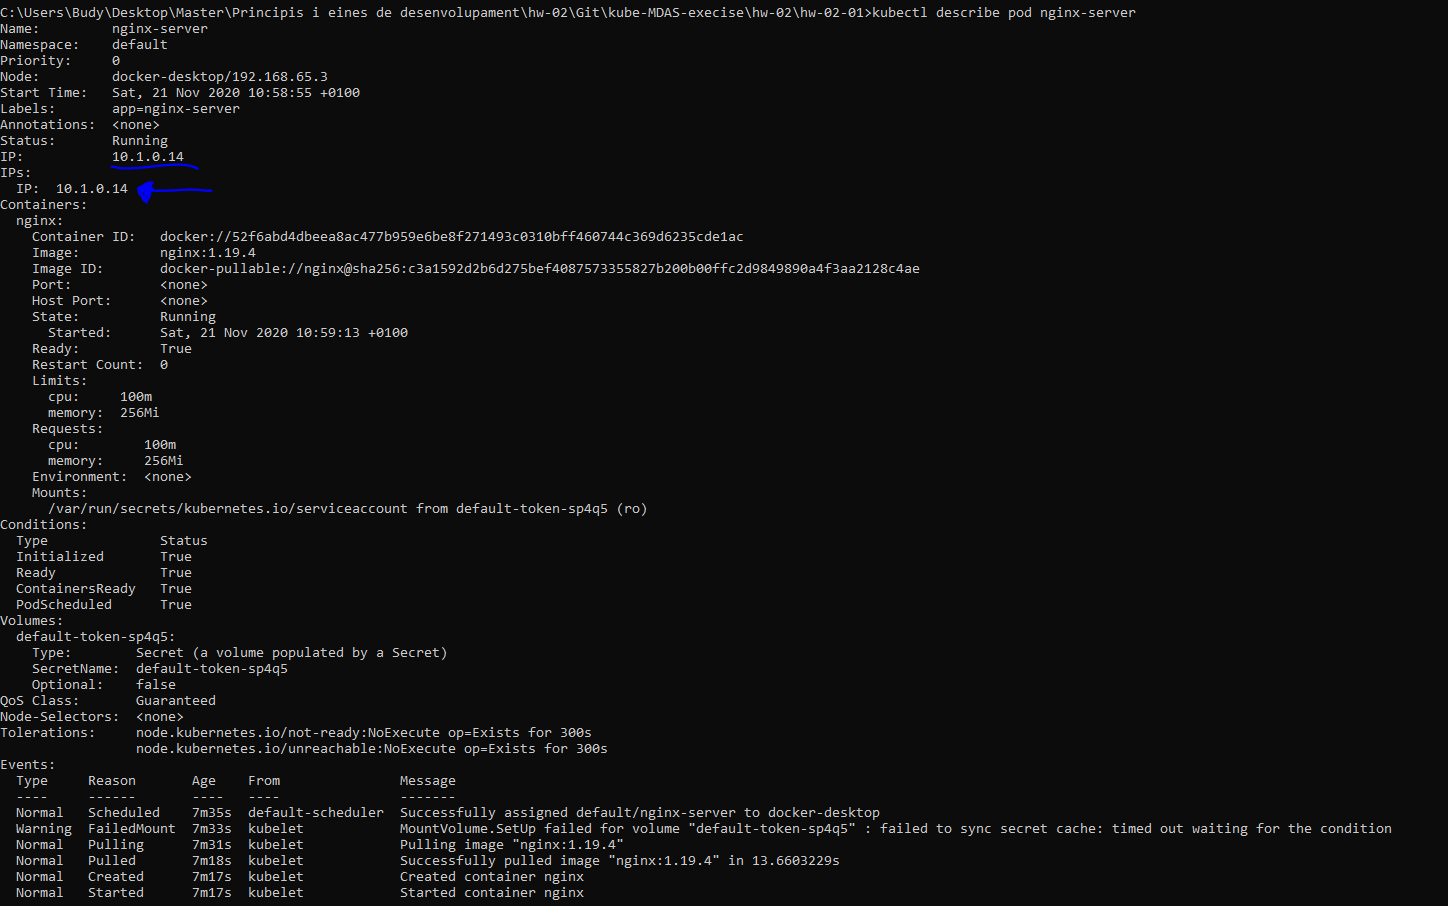 C:\Users\Budy\Desktop\Master\Principis i eines de desenvolupament\hw-02\Git\kube-MDAS-execise\hw-02\hw-02-01>kubectl describe pod nginx-server
Name:         nginx-server
Namespace:    default
Priority:     0
Node:         docker-desktop/192.168.65.3
Start Time:   Sat, 21 Nov 2020 10:58:55 +0100
Labels:       app=nginx-server
Annotations:  <none>
Status:       Running
IP:           10.1.0.14
IPs:
  IP:  10.1.0.14
Containers:
  nginx:
    Container ID:   docker://52f6abd4dbeea8ac477b959e6be8f271493c0310bff460744c369d6235cde1ac
    Image:          nginx:1.19.4
    Image ID:       docker-pullable://nginx@sha256:c3a1592d2b6d275bef4087573355827b200b00ffc2d9849890a4f3aa2128c4ae
    Port:           <none>
    Host Port:      <none>
    State:          Running
      Started:      Sat, 21 Nov 2020 10:59:13 +0100
    Ready:          True
    Restart Count:  0
    Limits:
      cpu:     100m
      memory:  256Mi
    Requests:
      cpu:        100m
      memory:     256Mi
    Environment:  <none>
    Mounts:
      /var/run/secrets/kubernetes.io/serviceaccount from default-token-sp4q5 (ro)
Conditions:
  Type              Status
  Initialized       True
  Ready             True
  ContainersReady   True
  PodScheduled      True
Volumes:
  default-token-sp4q5:
    Type:        Secret (a volume populated by a Secret)
    SecretName:  default-token-sp4q5
    Optional:    false
QoS Class:       Guaranteed
Node-Selectors:  <none>
Tolerations:     node.kubernetes.io/not-ready:NoExecute op=Exists for 300s
                 node.kubernetes.io/unreachable:NoExecute op=Exists for 300s
Events:
  Type     Reason       Age    From               Message
  ----     ------       ----   ----               -------
  Normal   Scheduled    7m35s  default-scheduler  Successfully assigned default/nginx-server to docker-desktop
  Warning  FailedMount  7m33s  kubelet            MountVolume.SetUp failed for volume "default-token-sp4q5" : failed to sync secret cache: timed out waiting for the condition
  Normal   Pulling      7m31s  kubelet            Pulling image "nginx:1.19.4"
  Normal   Pulled       7m18s  kubelet            Successfully pulled image "nginx:1.19.4" in 13.6603229s
  Normal   Created      7m17s  kubelet            Created container nginx
  Normal   Started      7m17s  kubelet            Started container nginx